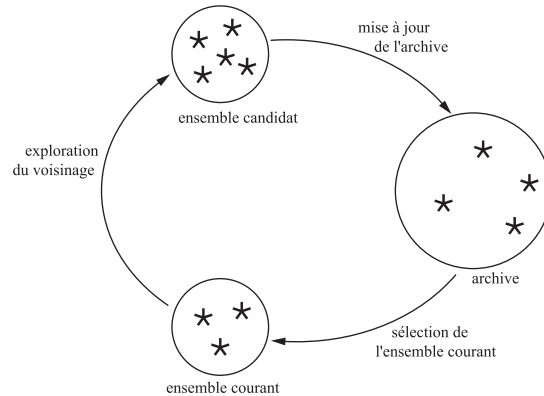 mise à jour
de l'archive
ensemble candidat
exploration
du voisinage
archive
sélection de
l'ensemble courant
ensemble courant